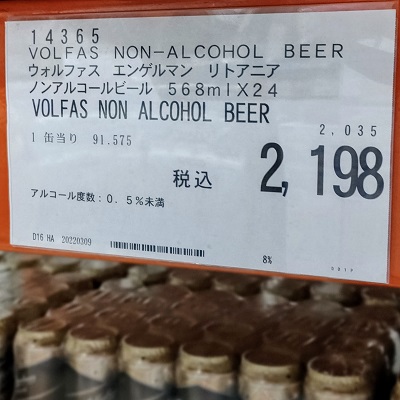 14365
VOLFAS NON-ALCOHOL BEER
ウォルファス エンゲルマン リトアニア
ノンアルコールビール 568mlX24
VOLFAS NON ALCOHOL BEER
2,035
1 缶当り 91.575
税込 2,198
アルコール度数:0.5%未満
D16 HA 20220309
8%